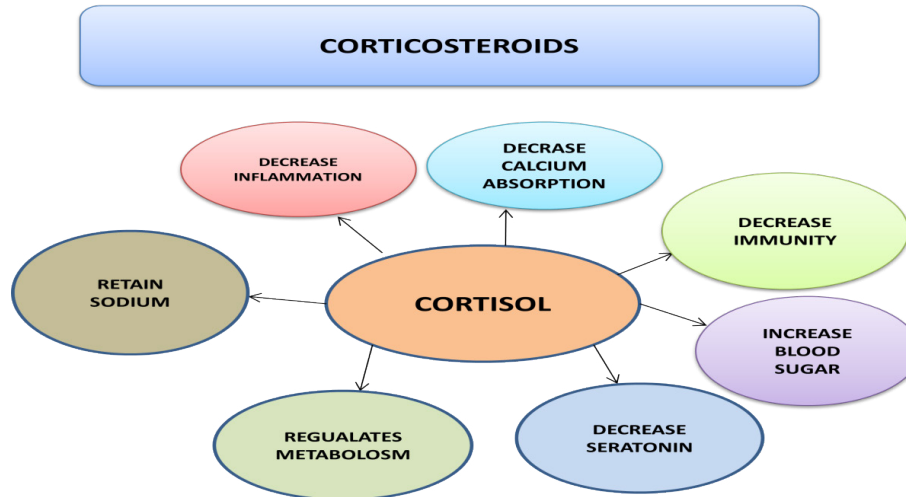 CORTICOSTEROIDS
DECREASE
INFLAMMATION
DECRASE
CALCIUM
ABSORPTION
DECREASE
IMMUNITY
RETAIN
SODIUM
CORTISOL
INCREASE
BLOOD
SUGAR
REGUALATES
METABOLOSM
DECREASE
SERATONIN